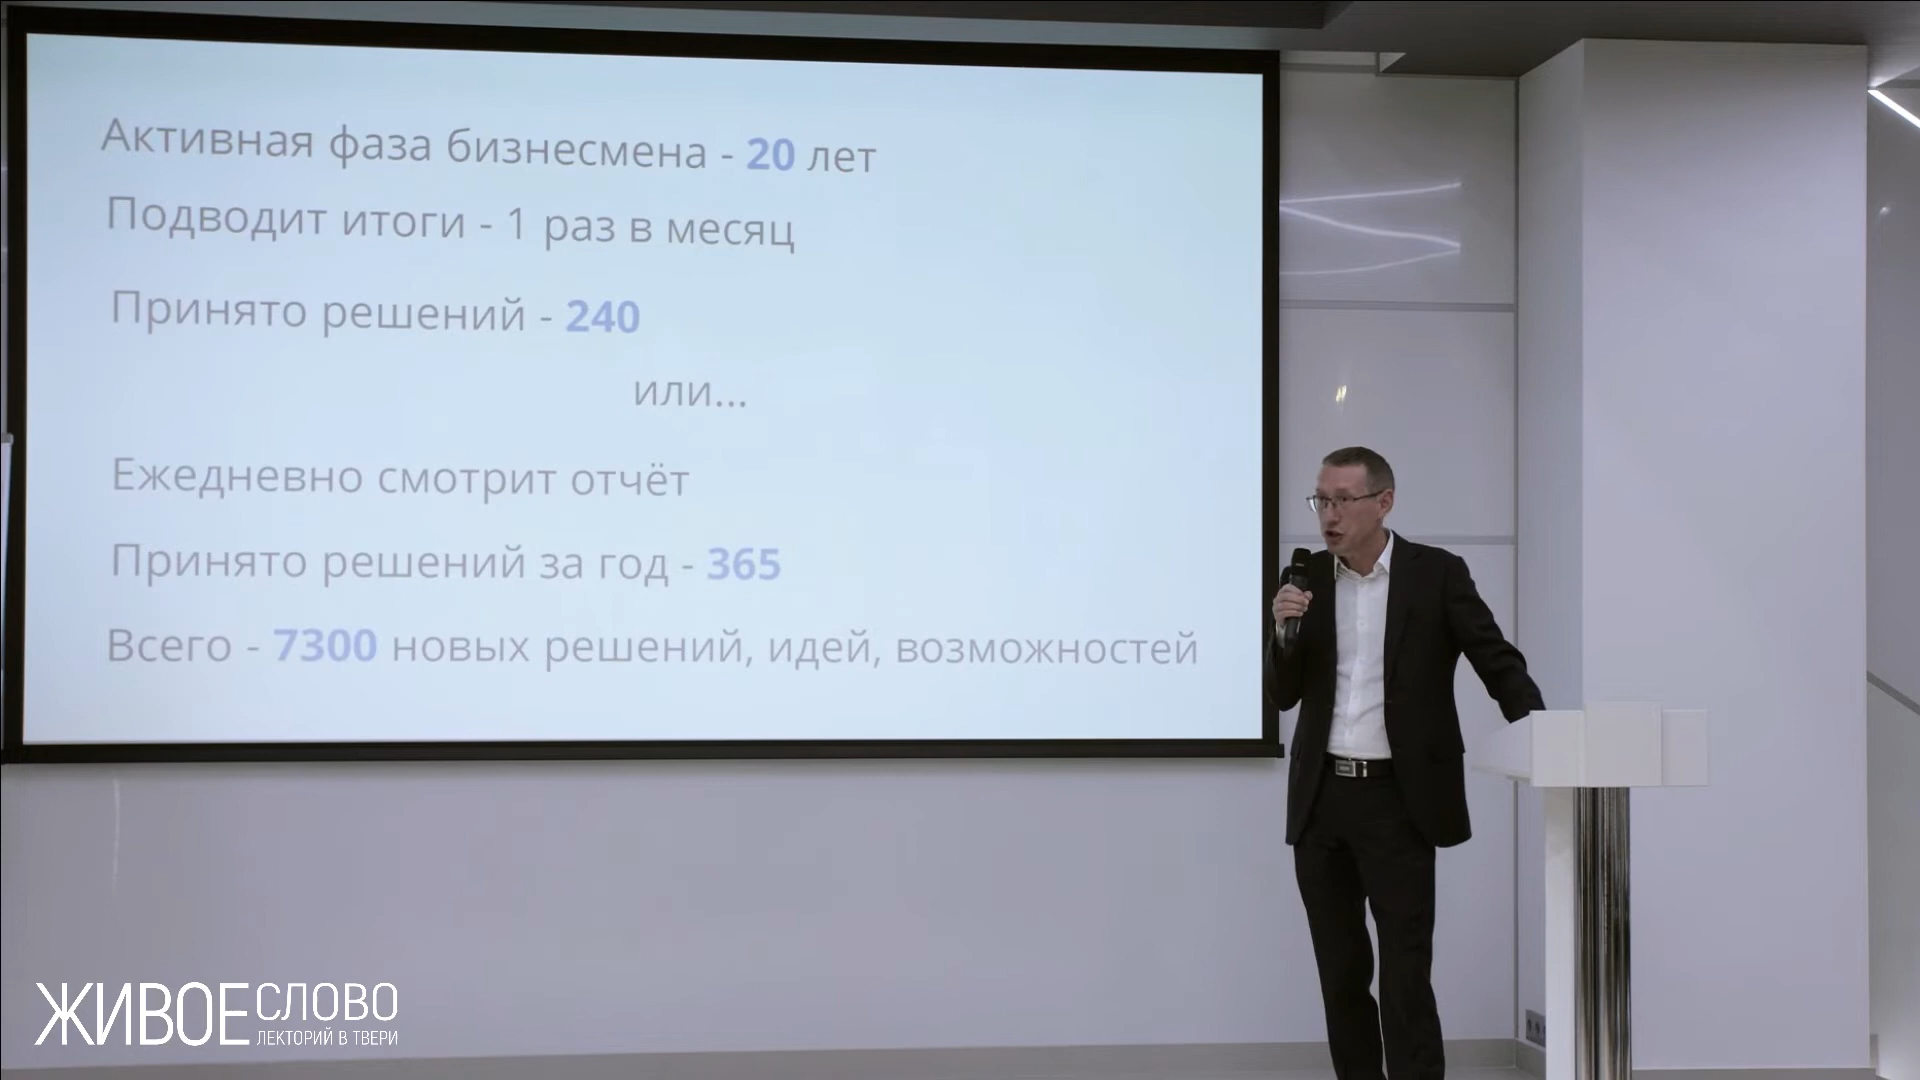 Активная фаза бизнесмена - 20 лет
Подводит итоги - 1 раз в месяц
Принято решений - 240
или...
Ежедневно смотрит отчёт
Принято решений за год - 365
Всего - 7300 новых решений, идей, возможностей
ЖИВОЕ СЛОВО
ЛЕКТОРИЙ В ТВЕРИ